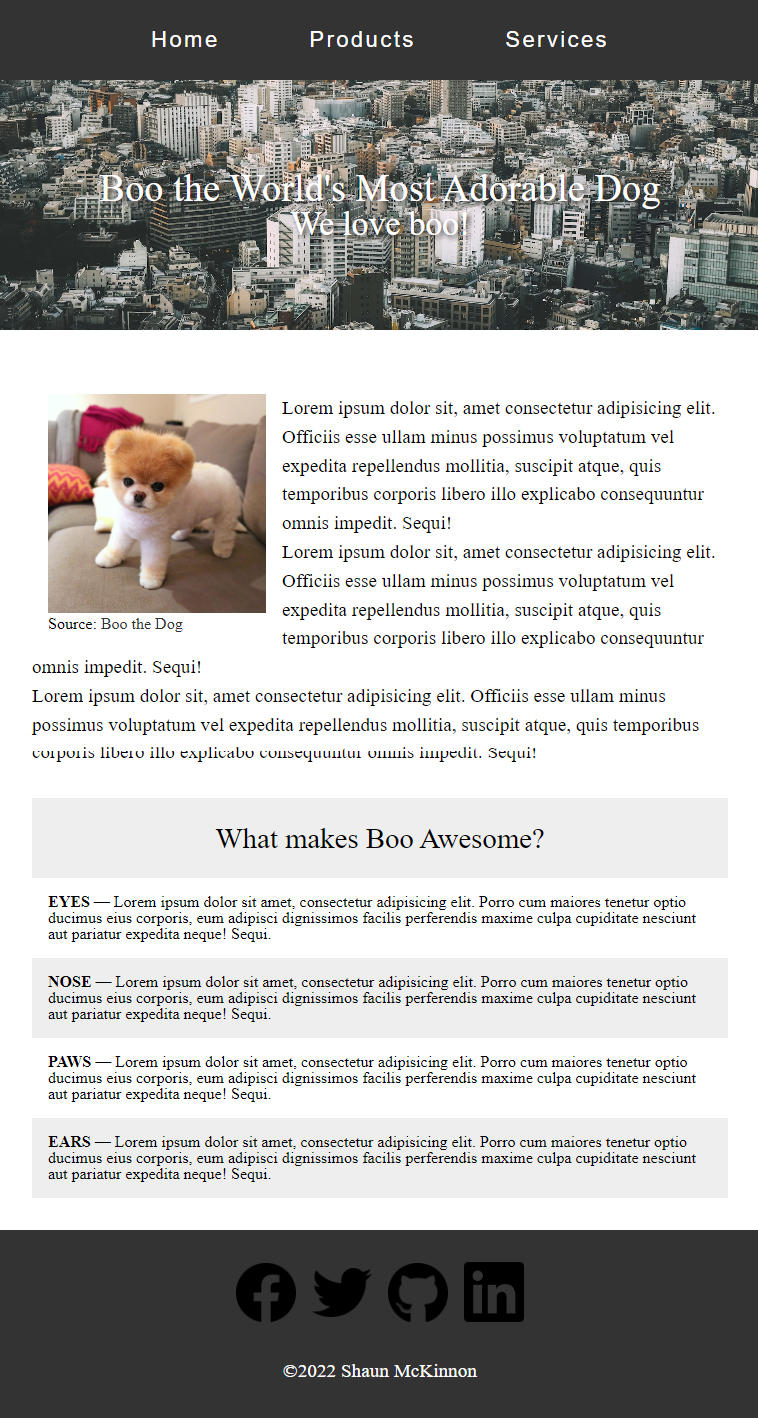 Home Products Services
Boo the World's Most Adorable Dog
We love boo!
Lorem ipsum dolor sit, amet consectetur adipisicing elit.
Officiis esse ullam minus possimus voluptatum vel
expedita repellendus mollitia, suscipit atque, quis
temporibus corporis libero illo explicabo consequuntur
omnis impedit. Sequi!
Lorem ipsum dolor sit, amet consectetur adipisicing elit.
Officiis esse ullam minus possimus voluptatum vel
expedita repellendus mollitia, suscipit atque, quis
temporibus corporis libero illo explicabo consequuntur
Source: Boo the Dog
omnis impedit. Sequi!
Lorem ipsum dolor sit, amet consectetur adipisicing elit. Officiis esse ullam minus
possimus voluptatum vel expedita repellendus mollitia, suscipit atque, quis temporibus
corporis libero illo explicabo consequuntur omnis impedit. Sequi!
What makes Boo Awesome?
EYES — Lorem ipsum dolor sit amet, consectetur adipisicing elit. Porro cum maiores tenetur optio
ducimus eius corporis, eum adipisci dignissimos facilis perferendis maxime culpa cupiditate nesciunt
aut pariatur expedita neque! Sequi.
NOSE — Lorem ipsum dolor sit amet, consectetur adipisicing elit. Porro cum maiores tenetur optio
ducimus eius corporis, eum adipisci dignissimos facilis perferendis maxime culpa cupiditate nesciunt
aut pariatur expedita neque! Sequi.
PAWS — Lorem ipsum dolor sit amet, consectetur adipisicing elit. Porro cum maiores tenetur optio
ducimus eius corporis, eum adipisci dignissimos facilis perferendis maxime culpa cupiditate nesciunt
aut pariatur expedita neque! Sequi.
EARS — Lorem ipsum dolor sit amet, consectetur adipisicing elit. Porro cum maiores tenetur optio
ducimus eius corporis, eum adipisci dignissimos facilis perferendis maxime culpa cupiditate nesciunt
aut pariatur expedita neque! Sequi.
©2022 Shaun McKinnon